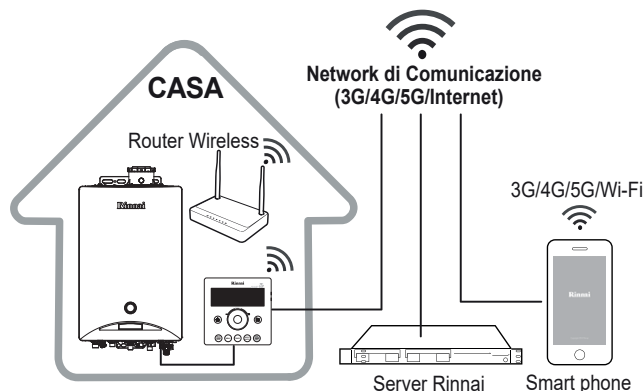 CASA
Network di Comunicazione
(3G/4G/5G/Internet)
Router Wireless
3G/4G/5G/Wi-Fi
Rinnai
Rinnai
Rinnai
Server Rinnai
Smart phone